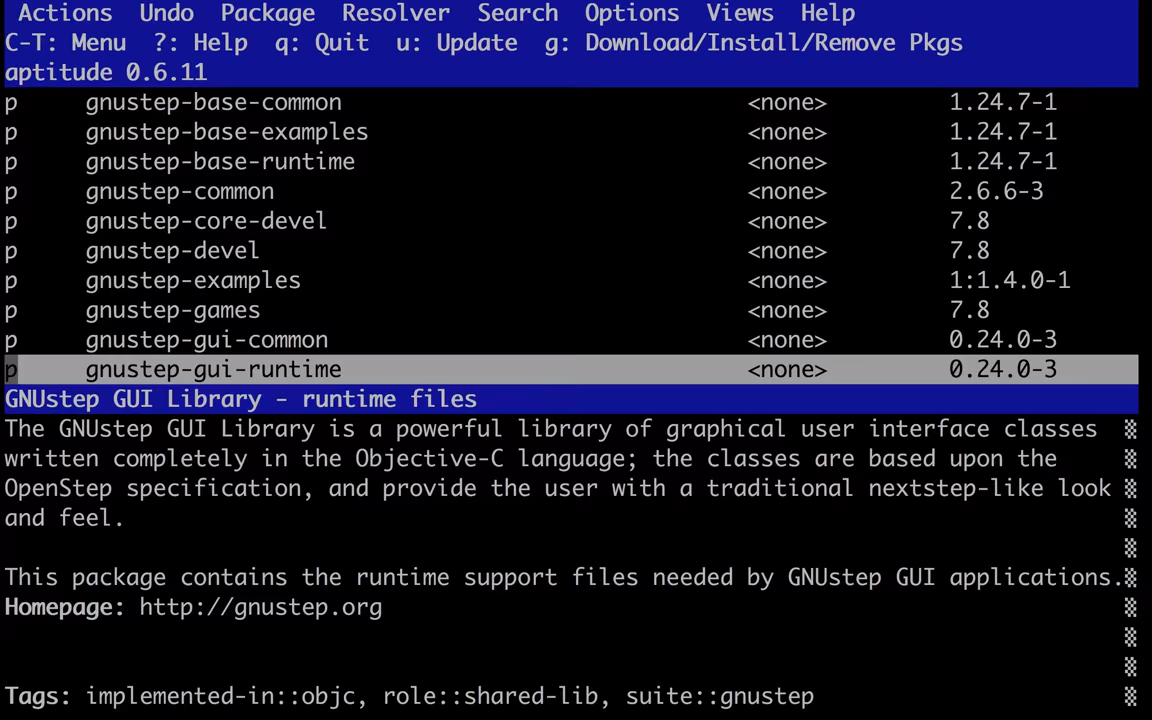 Actions Undo Package Resolver Search Options Views Help
C-T: Menu ?: Help q: Quit u: Update g: Download/Install/Remove Pkgs
aptitude 0.6.11
p gnustep-base-common <none> 1.24.7-1
p gnustep-base-examples <none> 1.24.7-1
p gnustep-base-runtime <none> 1.24.7-1
p gnustep-common <none> 2.6.6-3
p gnustep-core-devel <none> 7.8
p gnustep-devel <none> 7.8
p gnustep-examples <none> 1:1.4.0-1
p gnustep-games <none> 7.8
p gnustep-gui-common <none> 0.24.0-3
p gnustep-gui-runtime <none> 0.24.0-3
GNUstep GUI Library - runtime files
The GNUstep GUI Library is a powerful library of graphical user interface classes
written completely in the Objective-C language; the classes are based upon the
OpenStep specification, and provide the user with a traditional nextstep-like look
and feel.
This package contains the runtime support files needed by GNUstep GUI applications.
Homepage: http://gnustep.org
Tags: implemented-in::objc, role::shared-lib, suite::gnustep